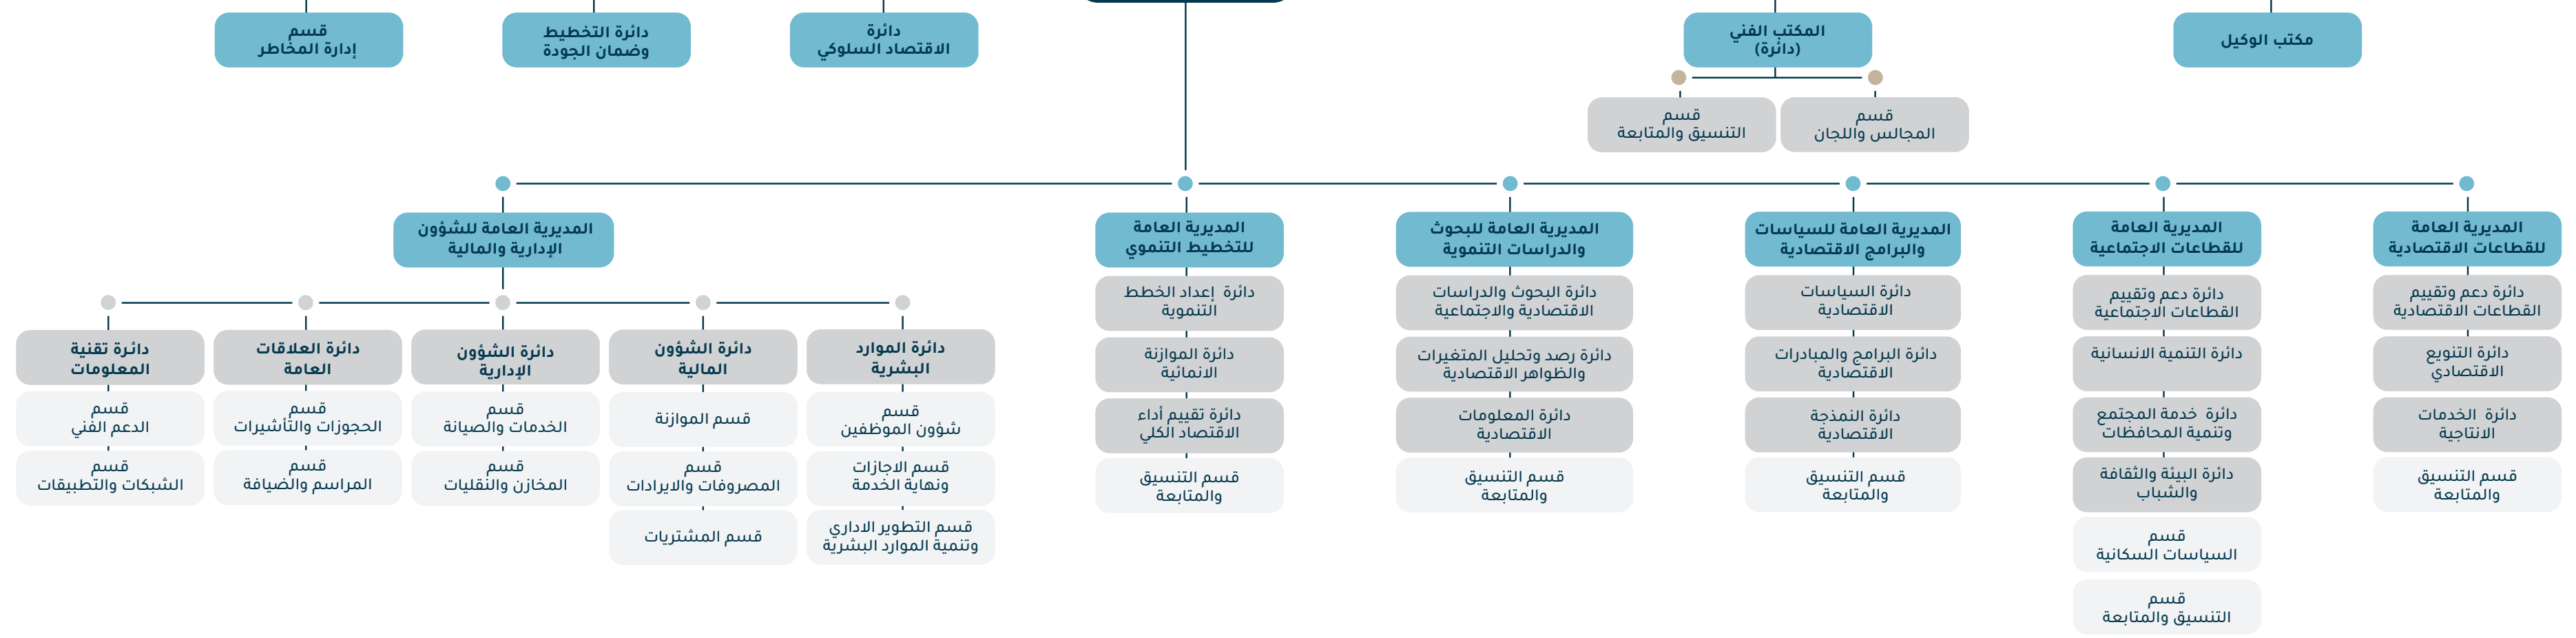 مكتب الوكيل
المكتب الفني
(دائرة)
دائرة
الاقتصاد السلوكي
دائرة التخطيط
وضمان الجودة
قسم
إدارة المخاطر
قسم
المجالس واللجان
قسم
التنسيق والمتابعة
المديرية العامة
للقطاعات الاقتصادية
دائرة دعم وتقييم
القطاعات الاقتصادية
دائرة التنويع
الاقتصادي
دائرة الخدمات
الانتاجية
قسم التنسيق
والمتابعة
المديرية العامة
للقطاعات الاجتماعية
دائرة دعم وتقييم
القطاعات الاجتماعية
دائرة التنمية الانسانية
دائرة خدمة المجتمع
وتنمية المحافظات
دائرة البيئة والثقافة
والشباب
قسم
السياسات السكانية
قسم
التنسيق والمتابعة
المديرية العامة للسياسات
والبرامج الاقتصادية
دائرة السياسات
الاقتصادية
دائرة البرامج والمبادرات
الاقتصادية
دائرة النمذجة
الاقتصادية
قسم التنسيق
والمتابعة
المديرية العامة للبحوث
والدراسات التنموية
دائرة البحوث والدراسات
الاقتصادية والاجتماعية
دائرة رصد وتحليل المتغيرات
والظواهر الاقتصادية
دائرة المعلومات
الاقتصادية
قسم التنسيق
والمتابعة
المديرية العامة
للتخطيط التنموي
دائرة إعداد الخطط
التنموية
دائرة الموازنة
الانمائية
دائرة تقييم أداء
الاقتصاد الكلي
قسم التنسيق
والمتابعة
المديرية العامة للشؤون
الإدارية والمالية
دائرة الموارد
البشرية
قسم
شؤون الموظفين
قسم الاجازات
ونهاية الخدمة
قسم التطوير الاداري
وتنمية الموارد البشرية
دائرة الشؤون
المالية
قسم الموازنة
قسم
المصروفات والايرادات
قسم المشتريات
دائرة الشؤون
الإدارية
قسم
الخدمات والصيانة
قسم
المخازن والنقليات
دائرة العلاقات
العامة
قسم
الحجوزات والتأشيرات
قسم
المراسم والضيافة
دائرة تقنية
المعلومات
قسم
الدعم الفني
قسم
الشبكات والتطبيقات